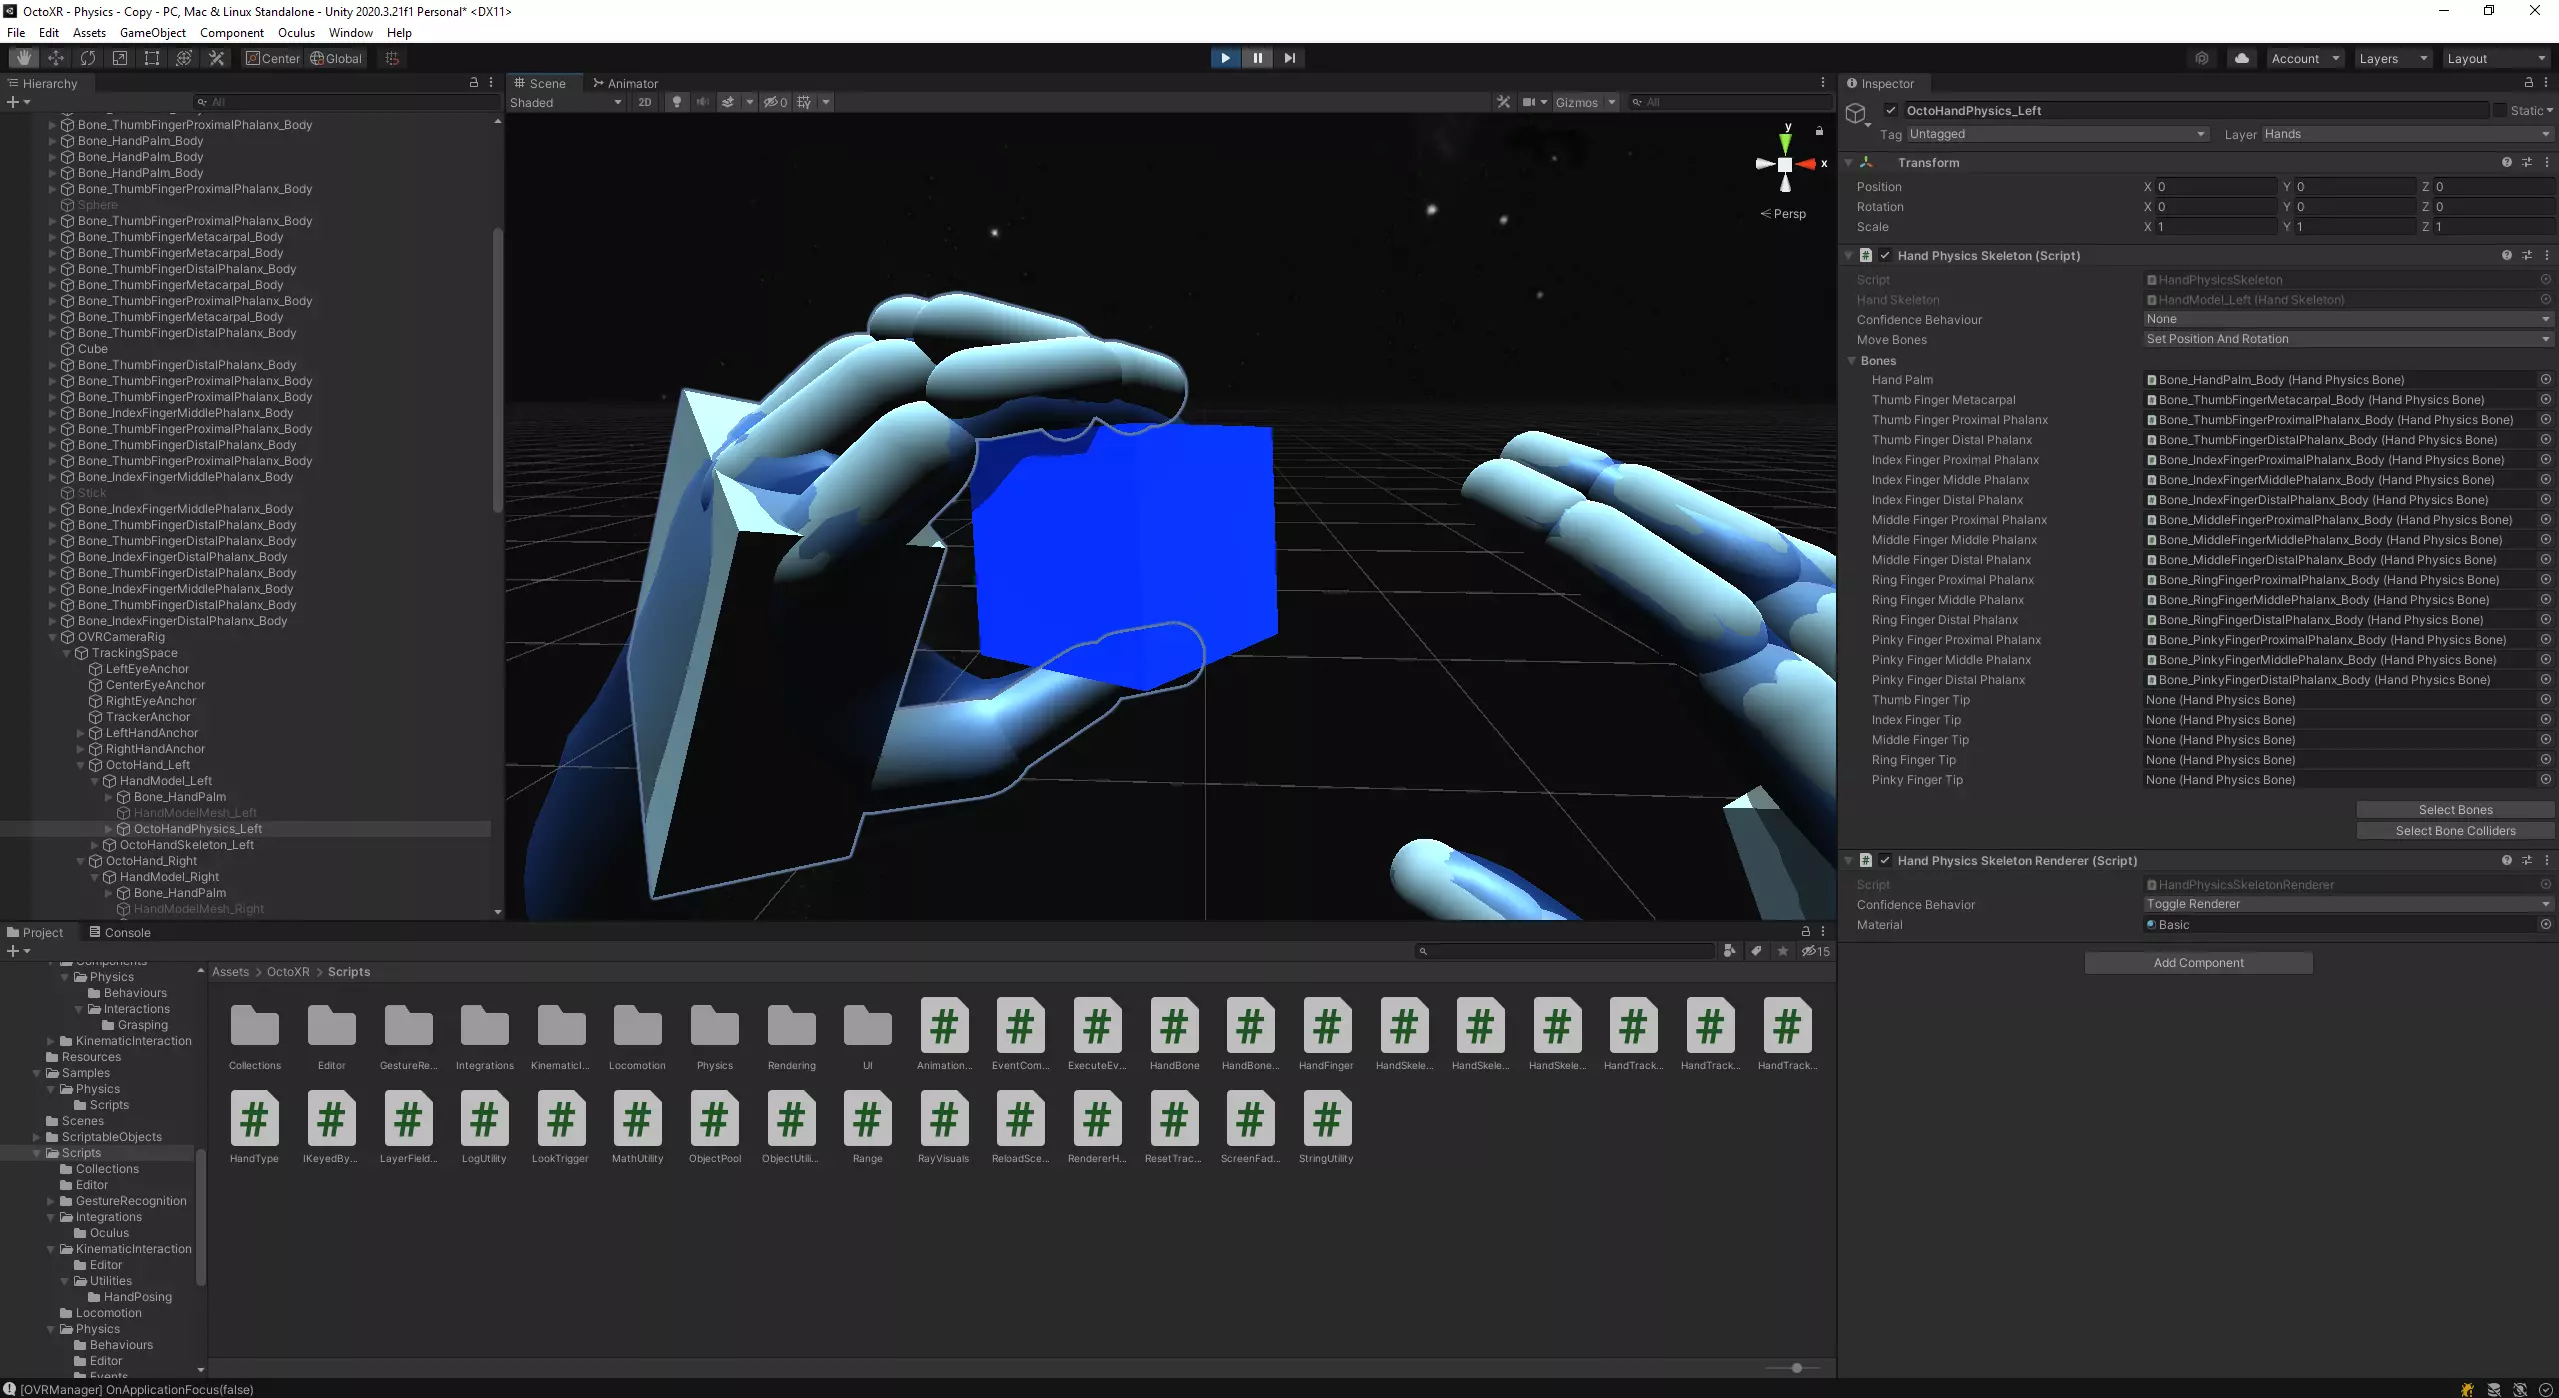 OctoXR - Physics - Copy - PC, Mac & Linux Standalone - Unity 2020.3.21f1 Personal* <DX11>
File Edit Assets GameObject Component Oculus Window Help
Center Global Account Layers Layout
Hierarchy
All
Bone_ThumbFingerProximalPhalanx_Body
Bone_HandPalm_Body
Bone_HandPalm_Body
Bone_HandPalm_Body
Bone_ThumbFingerProximalPhalanx_Body
Sphere
Bone_ThumbFingerProximalPhalanx_Body
Bone_ThumbFingerMetacarpal_Body
Bone_ThumbFingerMetacarpal_Body
Bone_ThumbFingerDistalPhalanx_Body
Bone_ThumbFingerMetacarpal_Body
Bone_ThumbFingerProximalPhalanx_Body
Bone_ThumbFingerMetacarpal_Body
Bone_ThumbFingerDistalPhalanx_Body
Cube
Bone_ThumbFingerDistalPhalanx_Body
Bone_ThumbFingerProximalPhalanx_Body
Bone_ThumbFingerProximalPhalanx_Body
Bone_IndexFingerMiddlePhalanx_Body
Bone_ThumbFingerProximalPhalanx_Body
Bone_ThumbFingerDistalPhalanx_Body
Bone_ThumbFingerProximalPhalanx_Body
Bone_IndexFingerMiddlePhalanx_Body
Stick
Bone_IndexFingerMiddlePhalanx_Body
Bone_ThumbFingerDistalPhalanx_Body
Bone_ThumbFingerDistalPhalanx_Body
Bone_IndexFingerDistalPhalanx_Body
Bone_ThumbFingerDistalPhalanx_Body
Bone_IndexFingerMiddlePhalanx_Body
Bone_ThumbFingerDistalPhalanx_Body
Bone_IndexFingerDistalPhalanx_Body
OVRCameraRig
TrackingSpace
LeftEyeAnchor
CenterEyeAnchor
RightEyeAnchor
TrackerAnchor
LeftHandAnchor
RightHandAnchor
OctoHand_Left
HandModel_Left
Bone_HandPalm
HandModelMesh_Left
OctoHandPhysics_Left
OctoHandSkeleton_Left
OctoHand_Right
HandModel_Right
Bone_HandPalm
HandModelMesh_Right
Scene Animator
Shaded 2D 0 Gizmos All
y
x
Persp
Inspector
OctoHandPhysics_Left Static
Tag Untagged Layer Hands
Transform
Position X 0 Y 0 Z 0
Rotation X 0 Y 0 Z 0
Scale X 1 Y 1 Z 1
Hand Physics Skeleton (Script)
Script HandPhysicsSkeleton
Hand Skeleton HandModel_Left (Hand Skeleton)
Confidence Behaviour None
Move Bones Set Position And Rotation
Bones
Hand Palm Bone_HandPalm_Body (Hand Physics Bone)
Thumb Finger Metacarpal Bone_ThumbFingerMetacarpal_Body (Hand Physics Bone)
Thumb Finger Proximal Phalanx Bone_ThumbFingerProximalPhalanx_Body (Hand Physics Bone)
Thumb Finger Distal Phalanx Bone_ThumbFingerDistalPhalanx_Body (Hand Physics Bone)
Index Finger Proximal Phalanx Bone_IndexFingerProximalPhalanx_Body (Hand Physics Bone)
Index Finger Middle Phalanx Bone_IndexFingerMiddlePhalanx_Body (Hand Physics Bone)
Index Finger Distal Phalanx Bone_IndexFingerDistalPhalanx_Body (Hand Physics Bone)
Middle Finger Proximal Phalanx Bone_MiddleFingerProximalPhalanx_Body (Hand Physics Bone)
Middle Finger Middle Phalanx Bone_MiddleFingerMiddlePhalanx_Body (Hand Physics Bone)
Middle Finger Distal Phalanx Bone_MiddleFingerDistalPhalanx_Body (Hand Physics Bone)
Ring Finger Proximal Phalanx Bone_RingFingerProximalPhalanx_Body (Hand Physics Bone)
Ring Finger Middle Phalanx Bone_RingFingerMiddlePhalanx_Body (Hand Physics Bone)
Ring Finger Distal Phalanx Bone_RingFingerDistalPhalanx_Body (Hand Physics Bone)
Pinky Finger Proximal Phalanx Bone_PinkyFingerProximalPhalanx_Body (Hand Physics Bone)
Pinky Finger Middle Phalanx Bone_PinkyFingerMiddlePhalanx_Body (Hand Physics Bone)
Pinky Finger Distal Phalanx Bone_PinkyFingerDistalPhalanx_Body (Hand Physics Bone)
Thumb Finger Tip None (Hand Physics Bone)
Index Finger Tip None (Hand Physics Bone)
Middle Finger Tip None (Hand Physics Bone)
Ring Finger Tip None (Hand Physics Bone)
Pinky Finger Tip None (Hand Physics Bone)
Select Bones
Select Bone Colliders
Hand Physics Skeleton Renderer (Script)
Script HandPhysicsSkeletonRenderer
Confidence Behavior Toggle Renderer
Material Basic
Add Component
Project Console
15
Components
Physics
Behaviours
Interactions
Grasping
KinematicInteraction
Resources
Samples
Physics
Scripts
Scenes
ScriptableObjects
Scripts
Collections
Editor
GestureRecognition
Integrations
Oculus
KinematicInteraction
Editor
Utilities
HandPosing
Locomotion
Physics
Behaviours
Editor
Events
Assets > OctoXR > Scripts
Collections Editor GestureRe... Integrations KinematicI... Locomotion Physics Rendering UI Animation... EventCom... ExecuteEv... HandBone HandBone... HandFinger HandSkele... HandSkele... HandSkele... HandTrack... HandTrack... HandTrack...
HandType IKeyedBy... LayerField... LogUtility LookTrigger MathUtility ObjectPool ObjectUtili... Range RayVisuals ReloadSce... RendererH... ResetTrac... ScreenFad... StringUtility
[OVRManager] OnApplicationFocus(false)